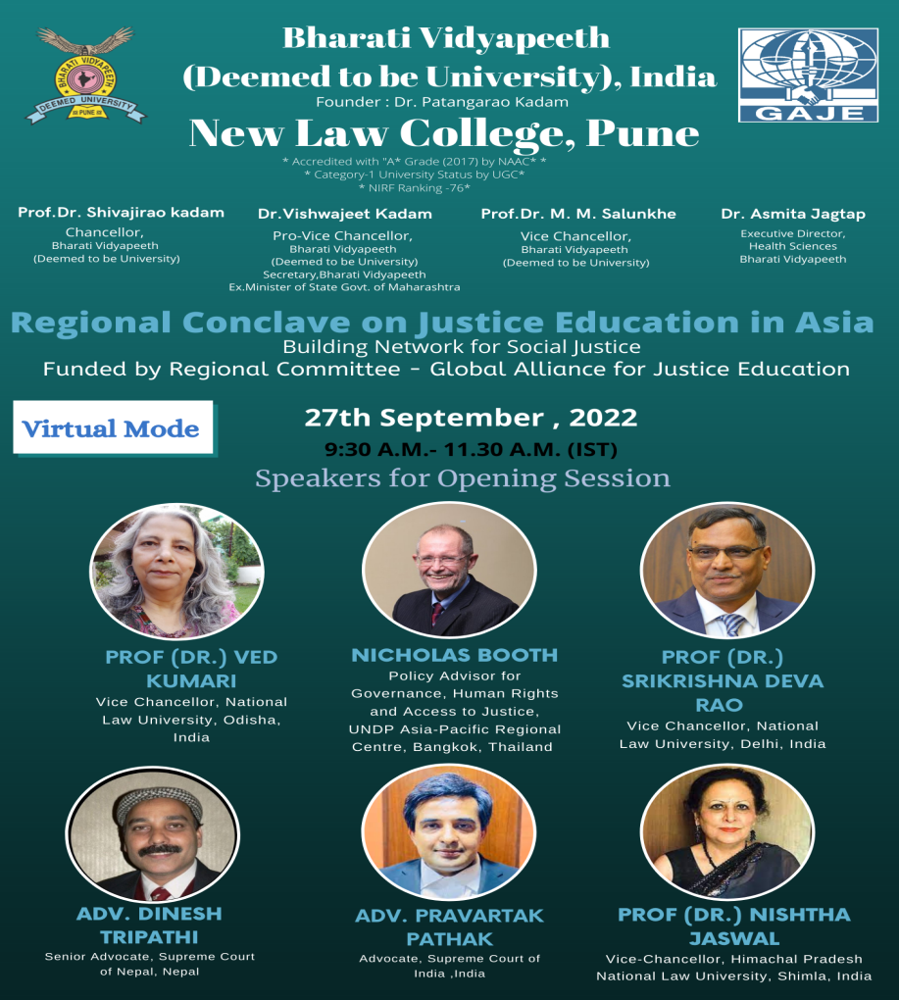 Bharati Vidyapeeth
(Deemed to be University), India
Founder : Dr. Patangarao Kadam
New Law College, Pune
* Accredited with "A* Grade (2017) by NAAC* *
* Category-1 University Status by UGC*
* NIRF Ranking -76*
BHARATI VIDYAPEETH
DEEMED UNIVERSITY
PUNE
GAJE
Prof.Dr. Shivajirao kadam
Chancellor,
Bharati Vidyapeeth
(Deemed to be University)
Dr.Vishwajeet Kadam
Pro-Vice Chancellor,
Bharati Vidyapeeth
(Deemed to be University)
Secretary,Bharati Vidyapeeth
Ex.Minister of State Govt. of Maharashtra
Prof.Dr. M. M. Salunkhe
Vice Chancellor,
Bharati Vidyapeeth
(Deemed to be University)
Dr. Asmita Jagtap
Executive Director,
Health Sciences
Bharati Vidyapeeth
Regional Conclave on Justice Education in Asia
Building Network for Social Justice
Funded by Regional Committee - Global Alliance for Justice Education
Virtual Mode
27th September , 2022
9:30 A.M.- 11.30 A.M. (IST)
Speakers for Opening Session
PROF (DR.) VED
KUMARI
Vice Chancellor, National
Law University, Odisha,
India
NICHOLAS BOOTH
Policy Advisor for
Governance, Human Rights
and Access to Justice,
UNDP Asia-Pacific Regional
Centre, Bangkok, Thailand
PROF (DR.)
SRIKRISHNA DEVA
RAO
Vice Chancellor, National
Law University, Delhi, India
ADV. DINESH
TRIPATHI
Senior Advocate, Supreme Court
of Nepal, Nepal
ADV. PRAVARTAK
PATHAK
Advocate, Supreme Court of
India ,India
PROF (DR.) NISHTHA
JASWAL
Vice-Chancellor, Himachal Pradesh
National Law University, Shimla, India